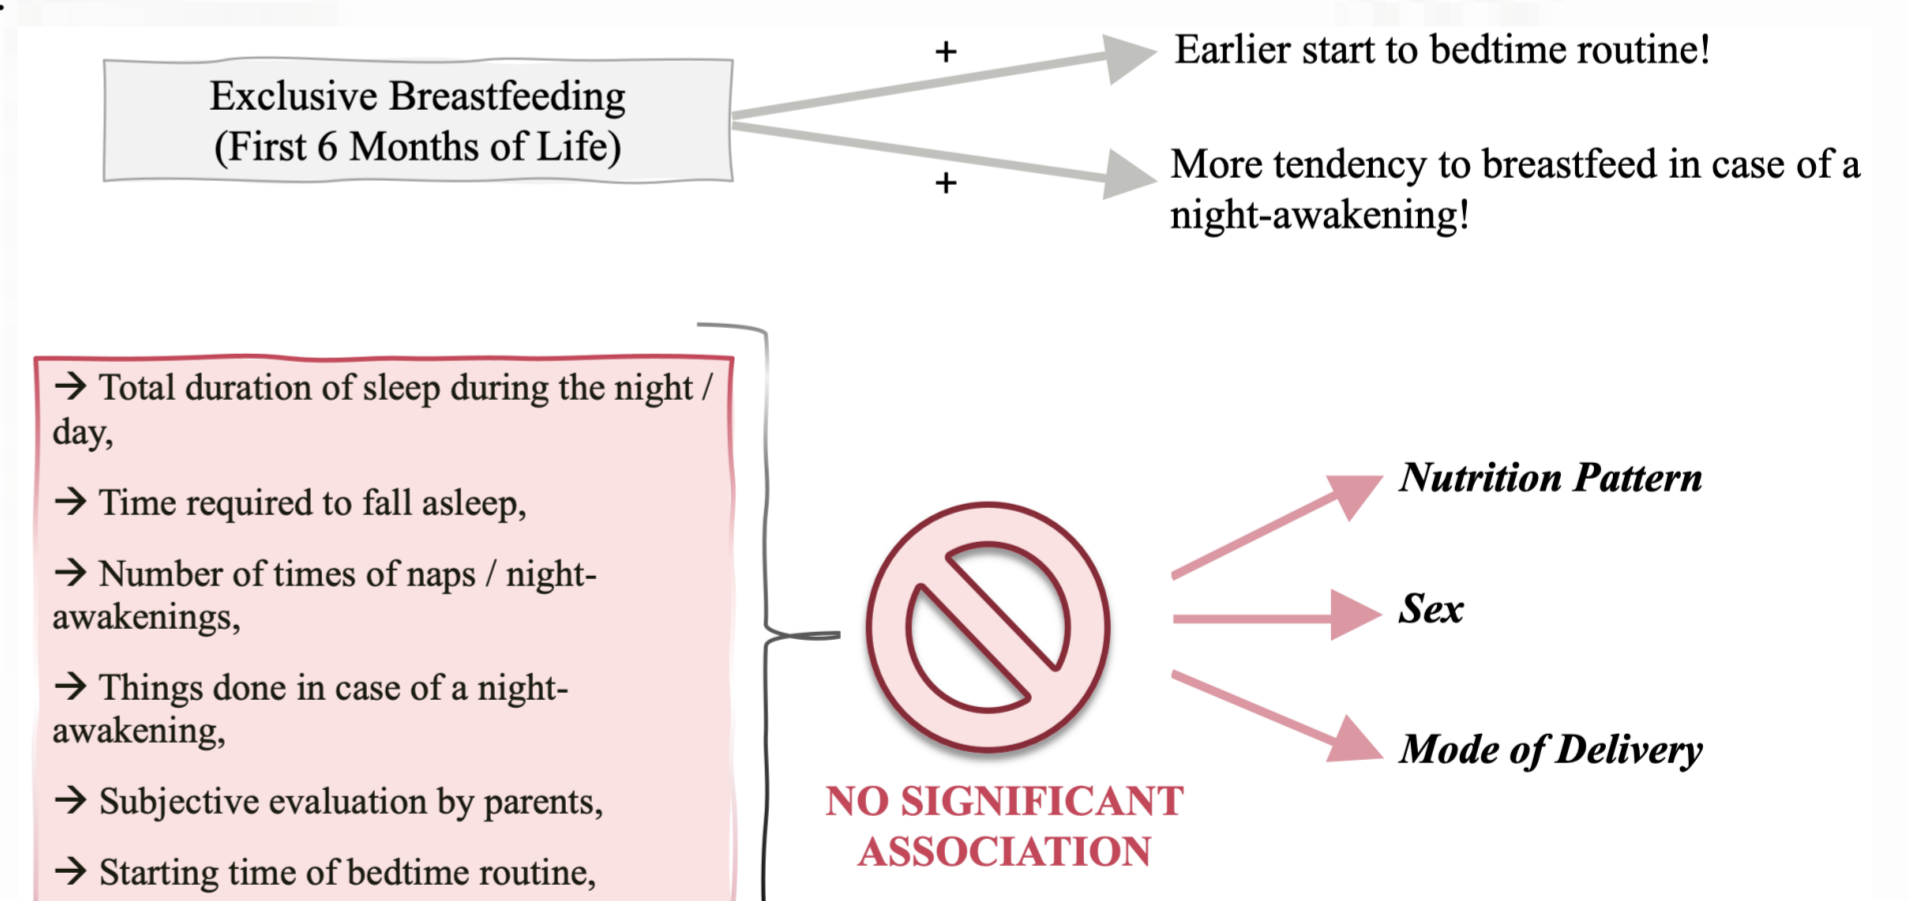 Exclusive Breastfeeding
(First 6 Months of Life)
+
Earlier start to bedtime routine!
+
More tendency to breastfeed in case of a
night-awakening!
→ Total duration of sleep during the night /
day,
→ Time required to fall asleep,
→ Number of times of naps / night-
awakenings,
→ Things done in case of a night-
awakening,
→ Subjective evaluation by parents,
→ Starting time of bedtime routine,
NO SIGNIFICANT
ASSOCIATION
Nutrition Pattern
Sex
Mode of Delivery